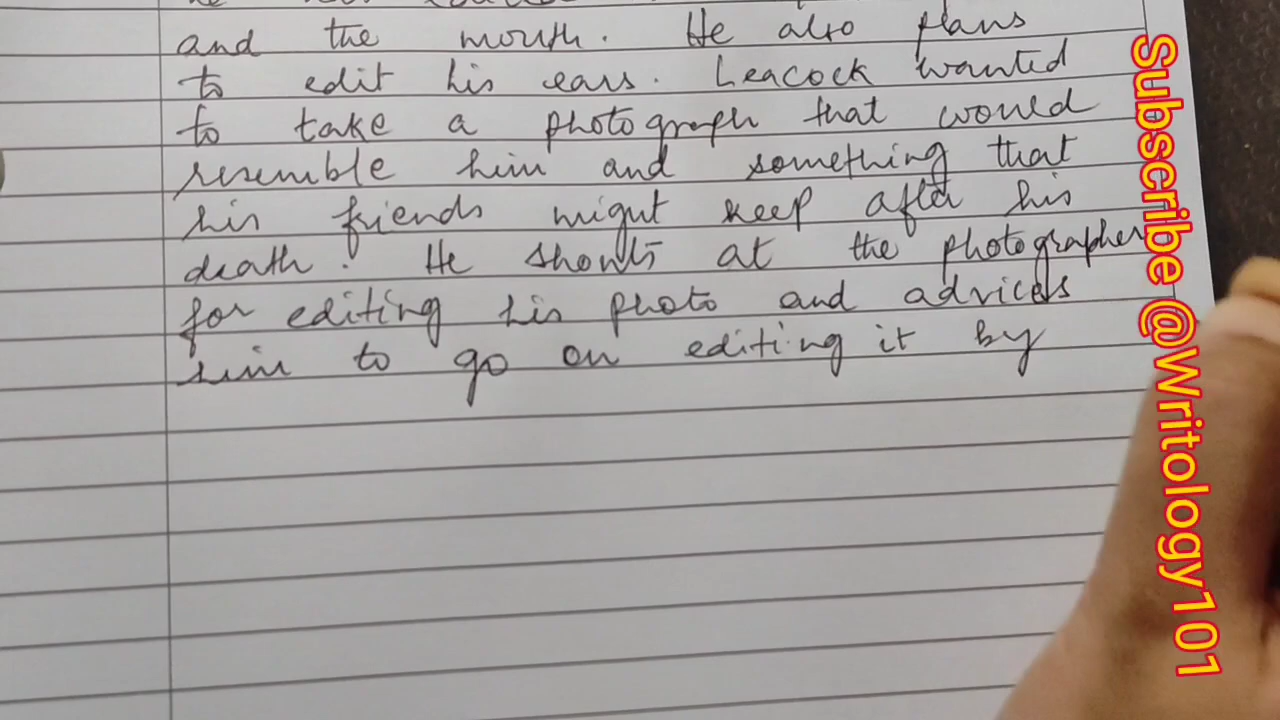 and the mouth. He also plans
to edit his ears. Leacock wanted
to take a photograph that would
resemble him and something that
his friends might keep after his
death. He shouts at the photographer
for editing his photo and advices
him to go on editing it by
Subscribe @Writology101